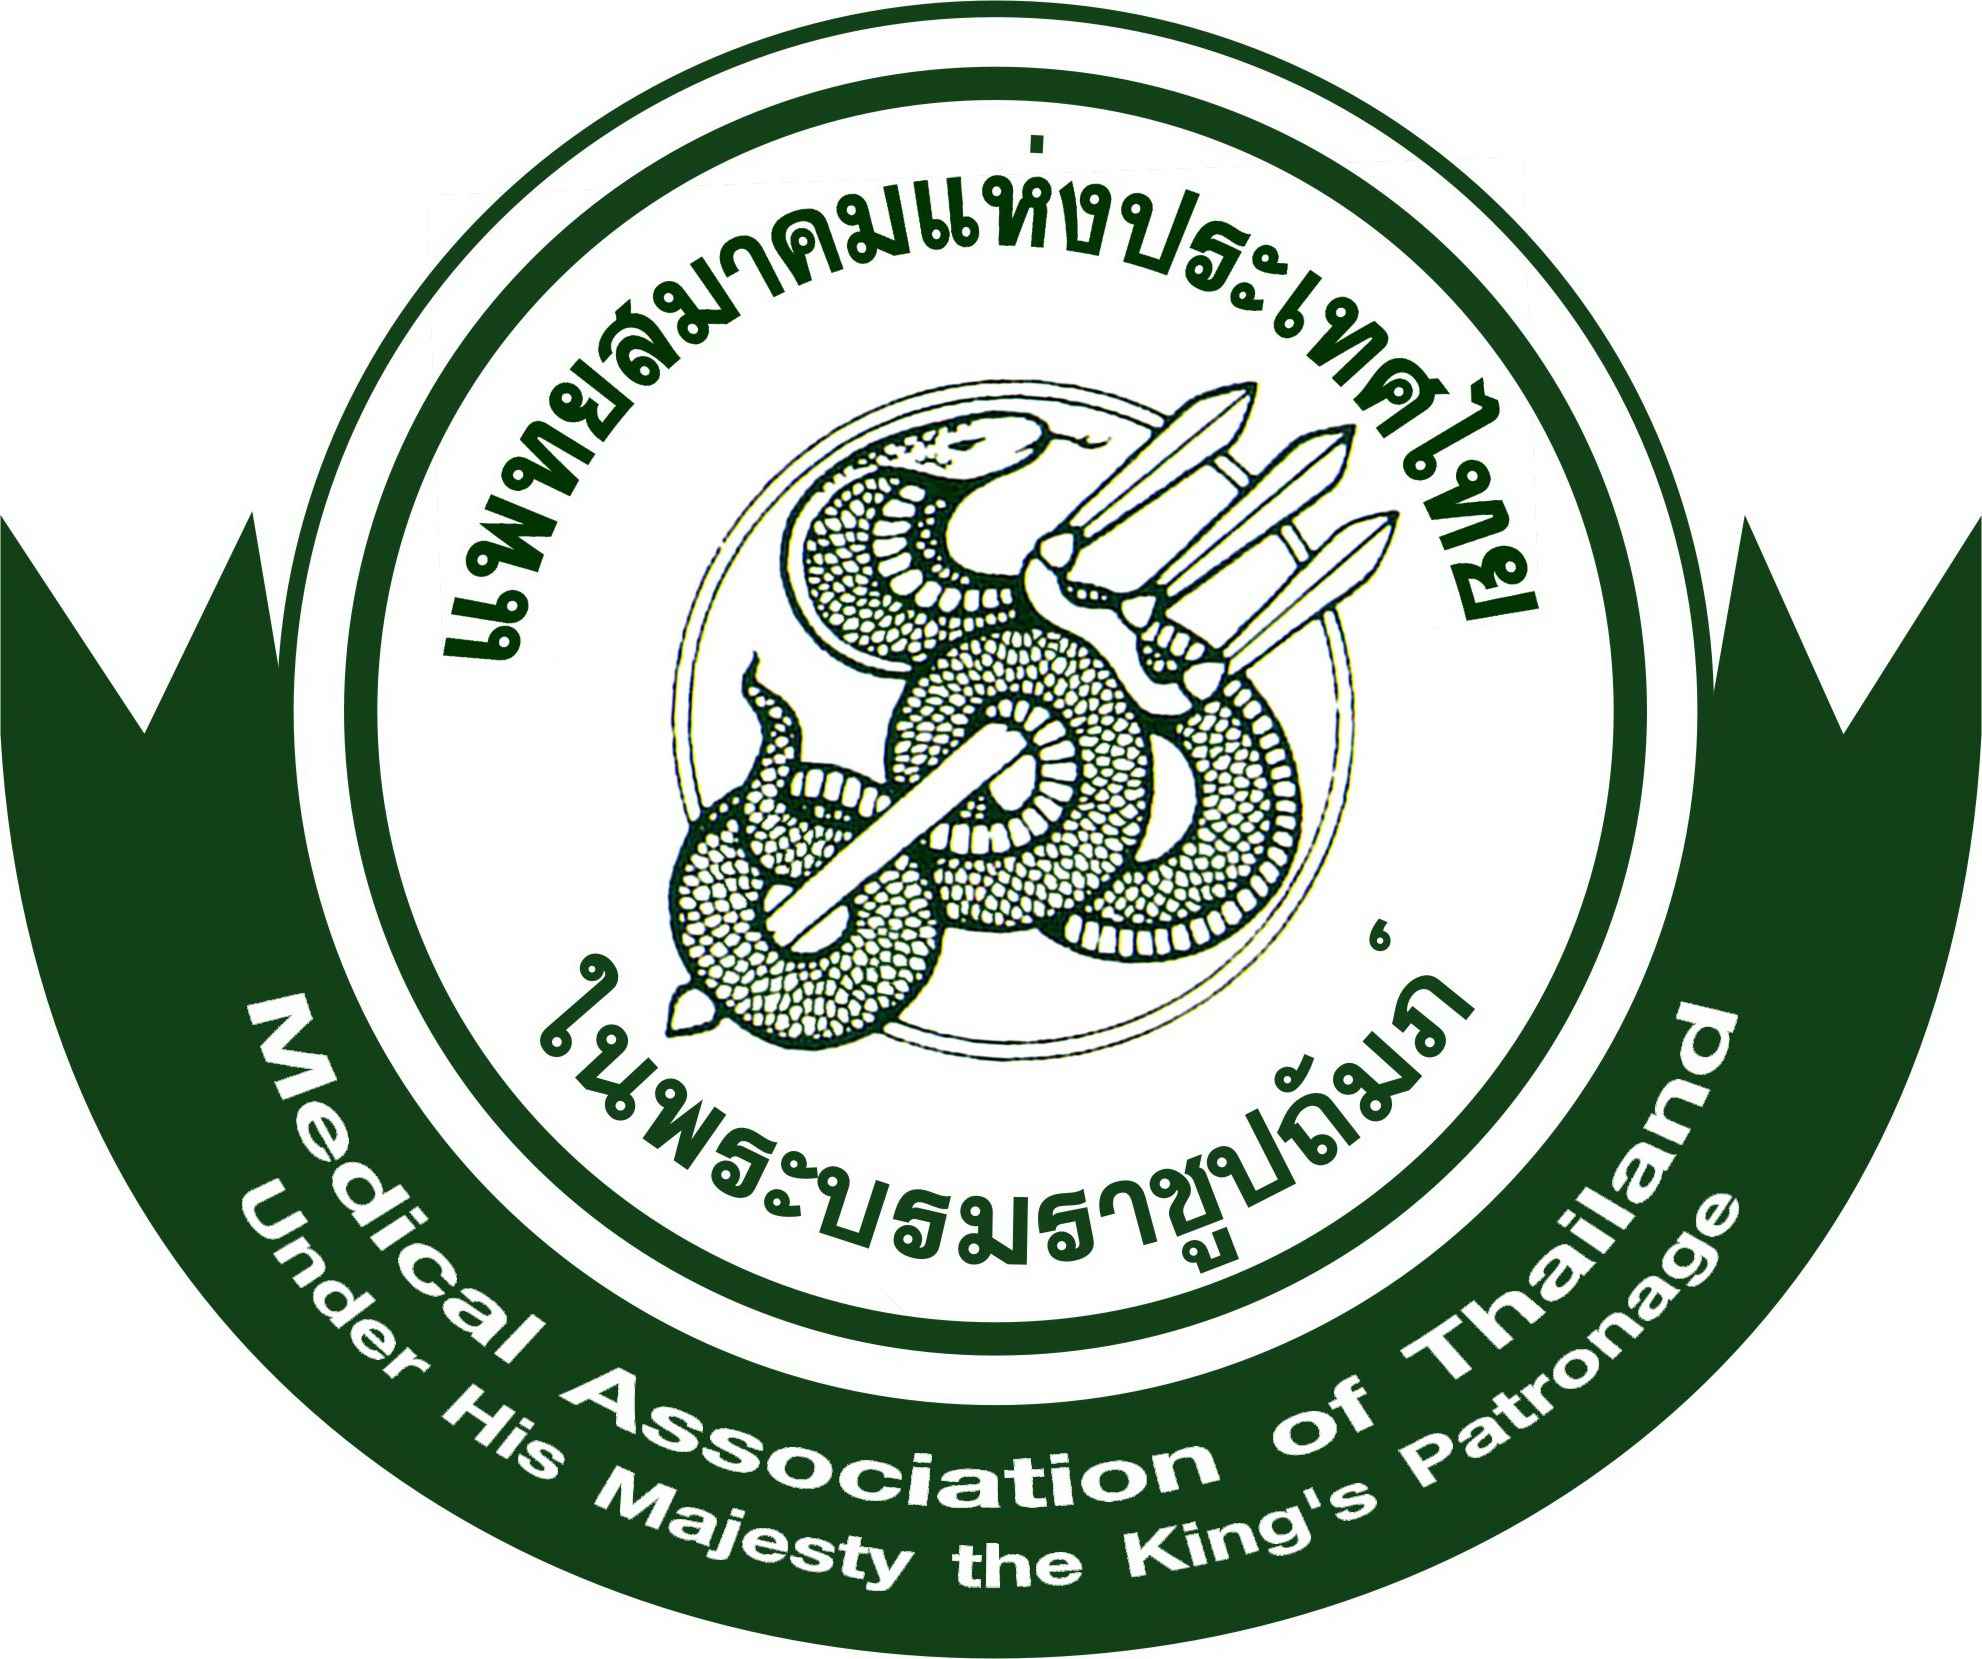 แพทยสมาคมแห่งประเทศไทย
ในพระบรมราชูปถัมภ์
Medical Association of Thailand
Under His Majesty the King's Patronage